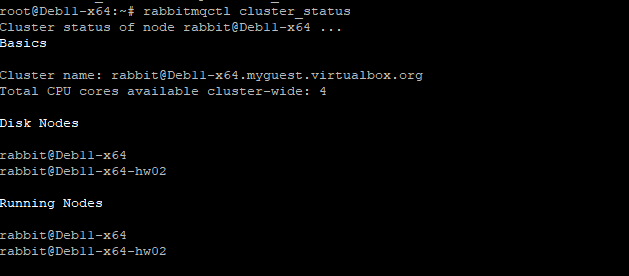 root@Deb11-x64:~# rabbitmqctl cluster_status
Cluster status of node rabbit@Deb11-x64 ...
Basics
Cluster name: rabbit@Deb11-x64.myguest.virtualbox.org
Total CPU cores available cluster-wide: 4
Disk Nodes
rabbit@Deb11-x64
rabbit@Deb11-x64-hw02
Running Nodes
rabbit@Deb11-x64
rabbit@Deb11-x64-hw02